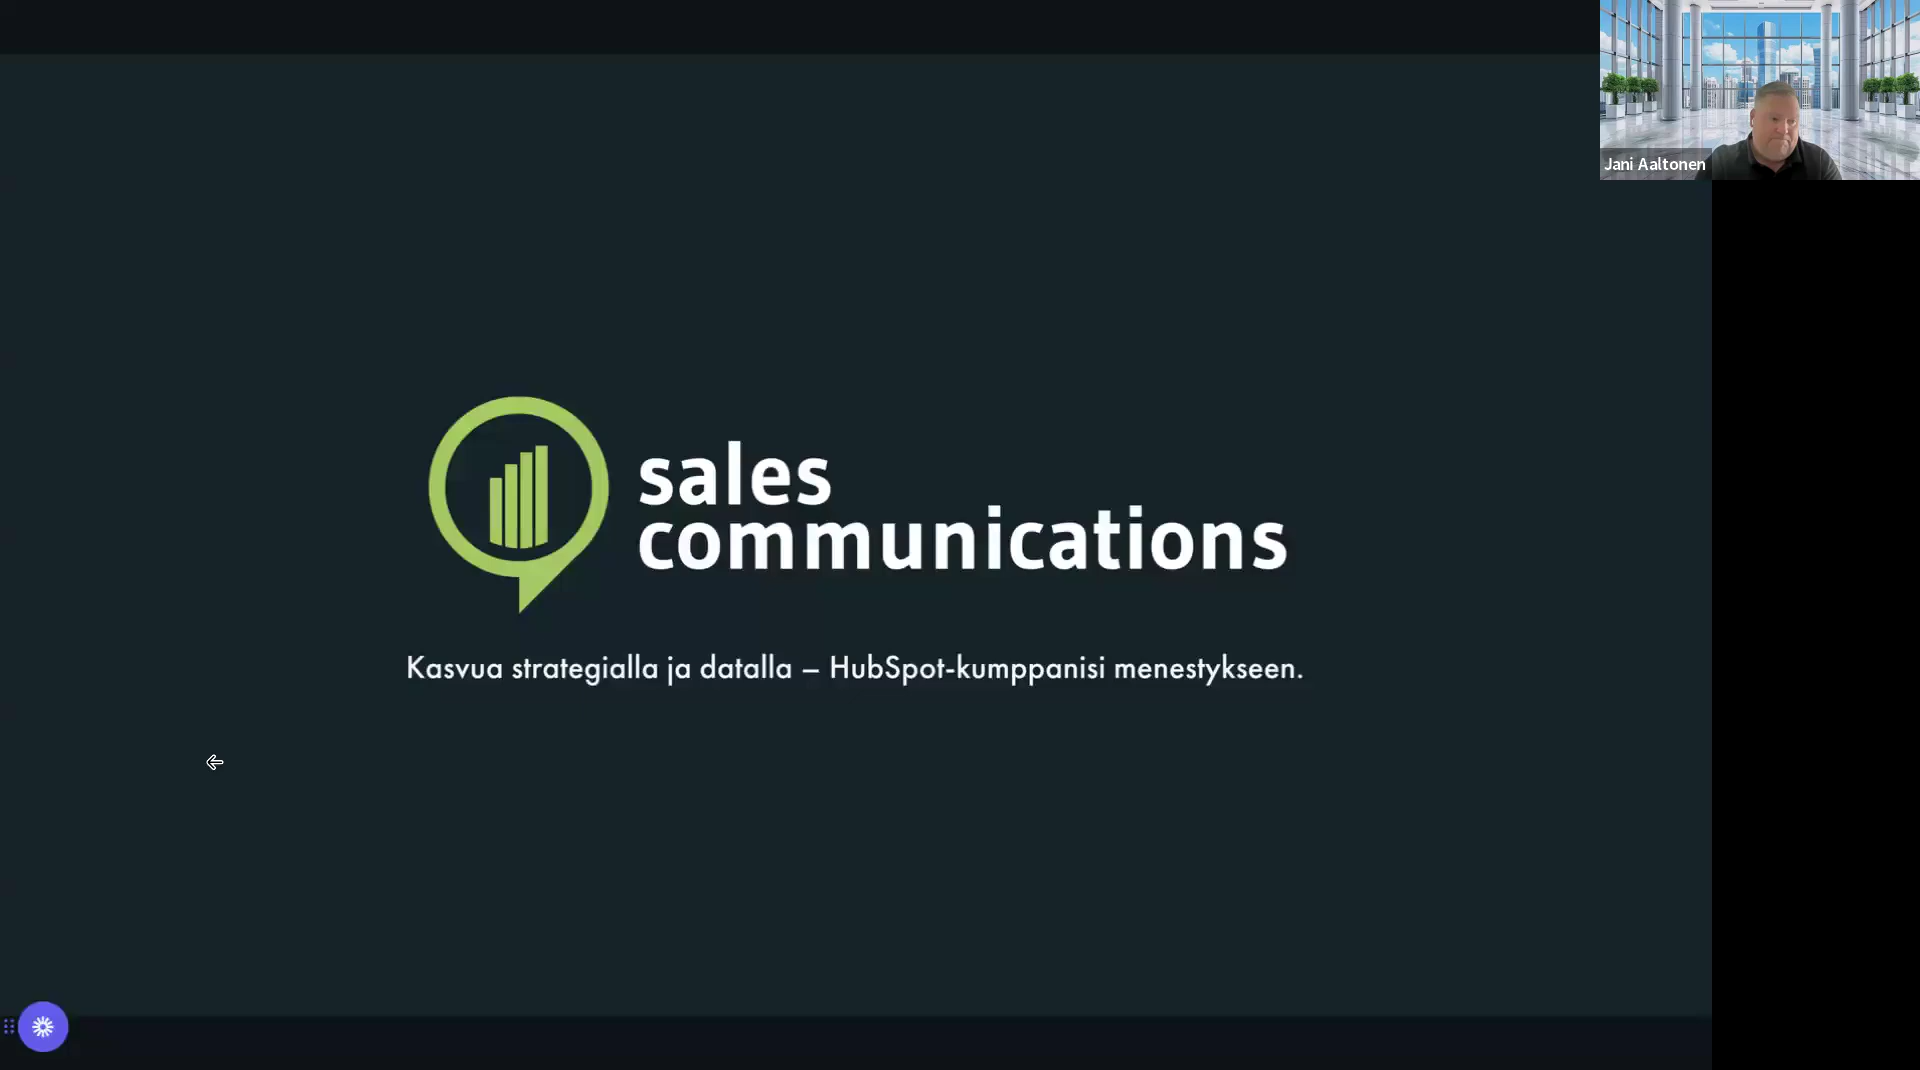 Jani Aaltonen
sales
communications
Kasvua strategialla ja datalla – HubSpot-kumppanisi menestykseen.